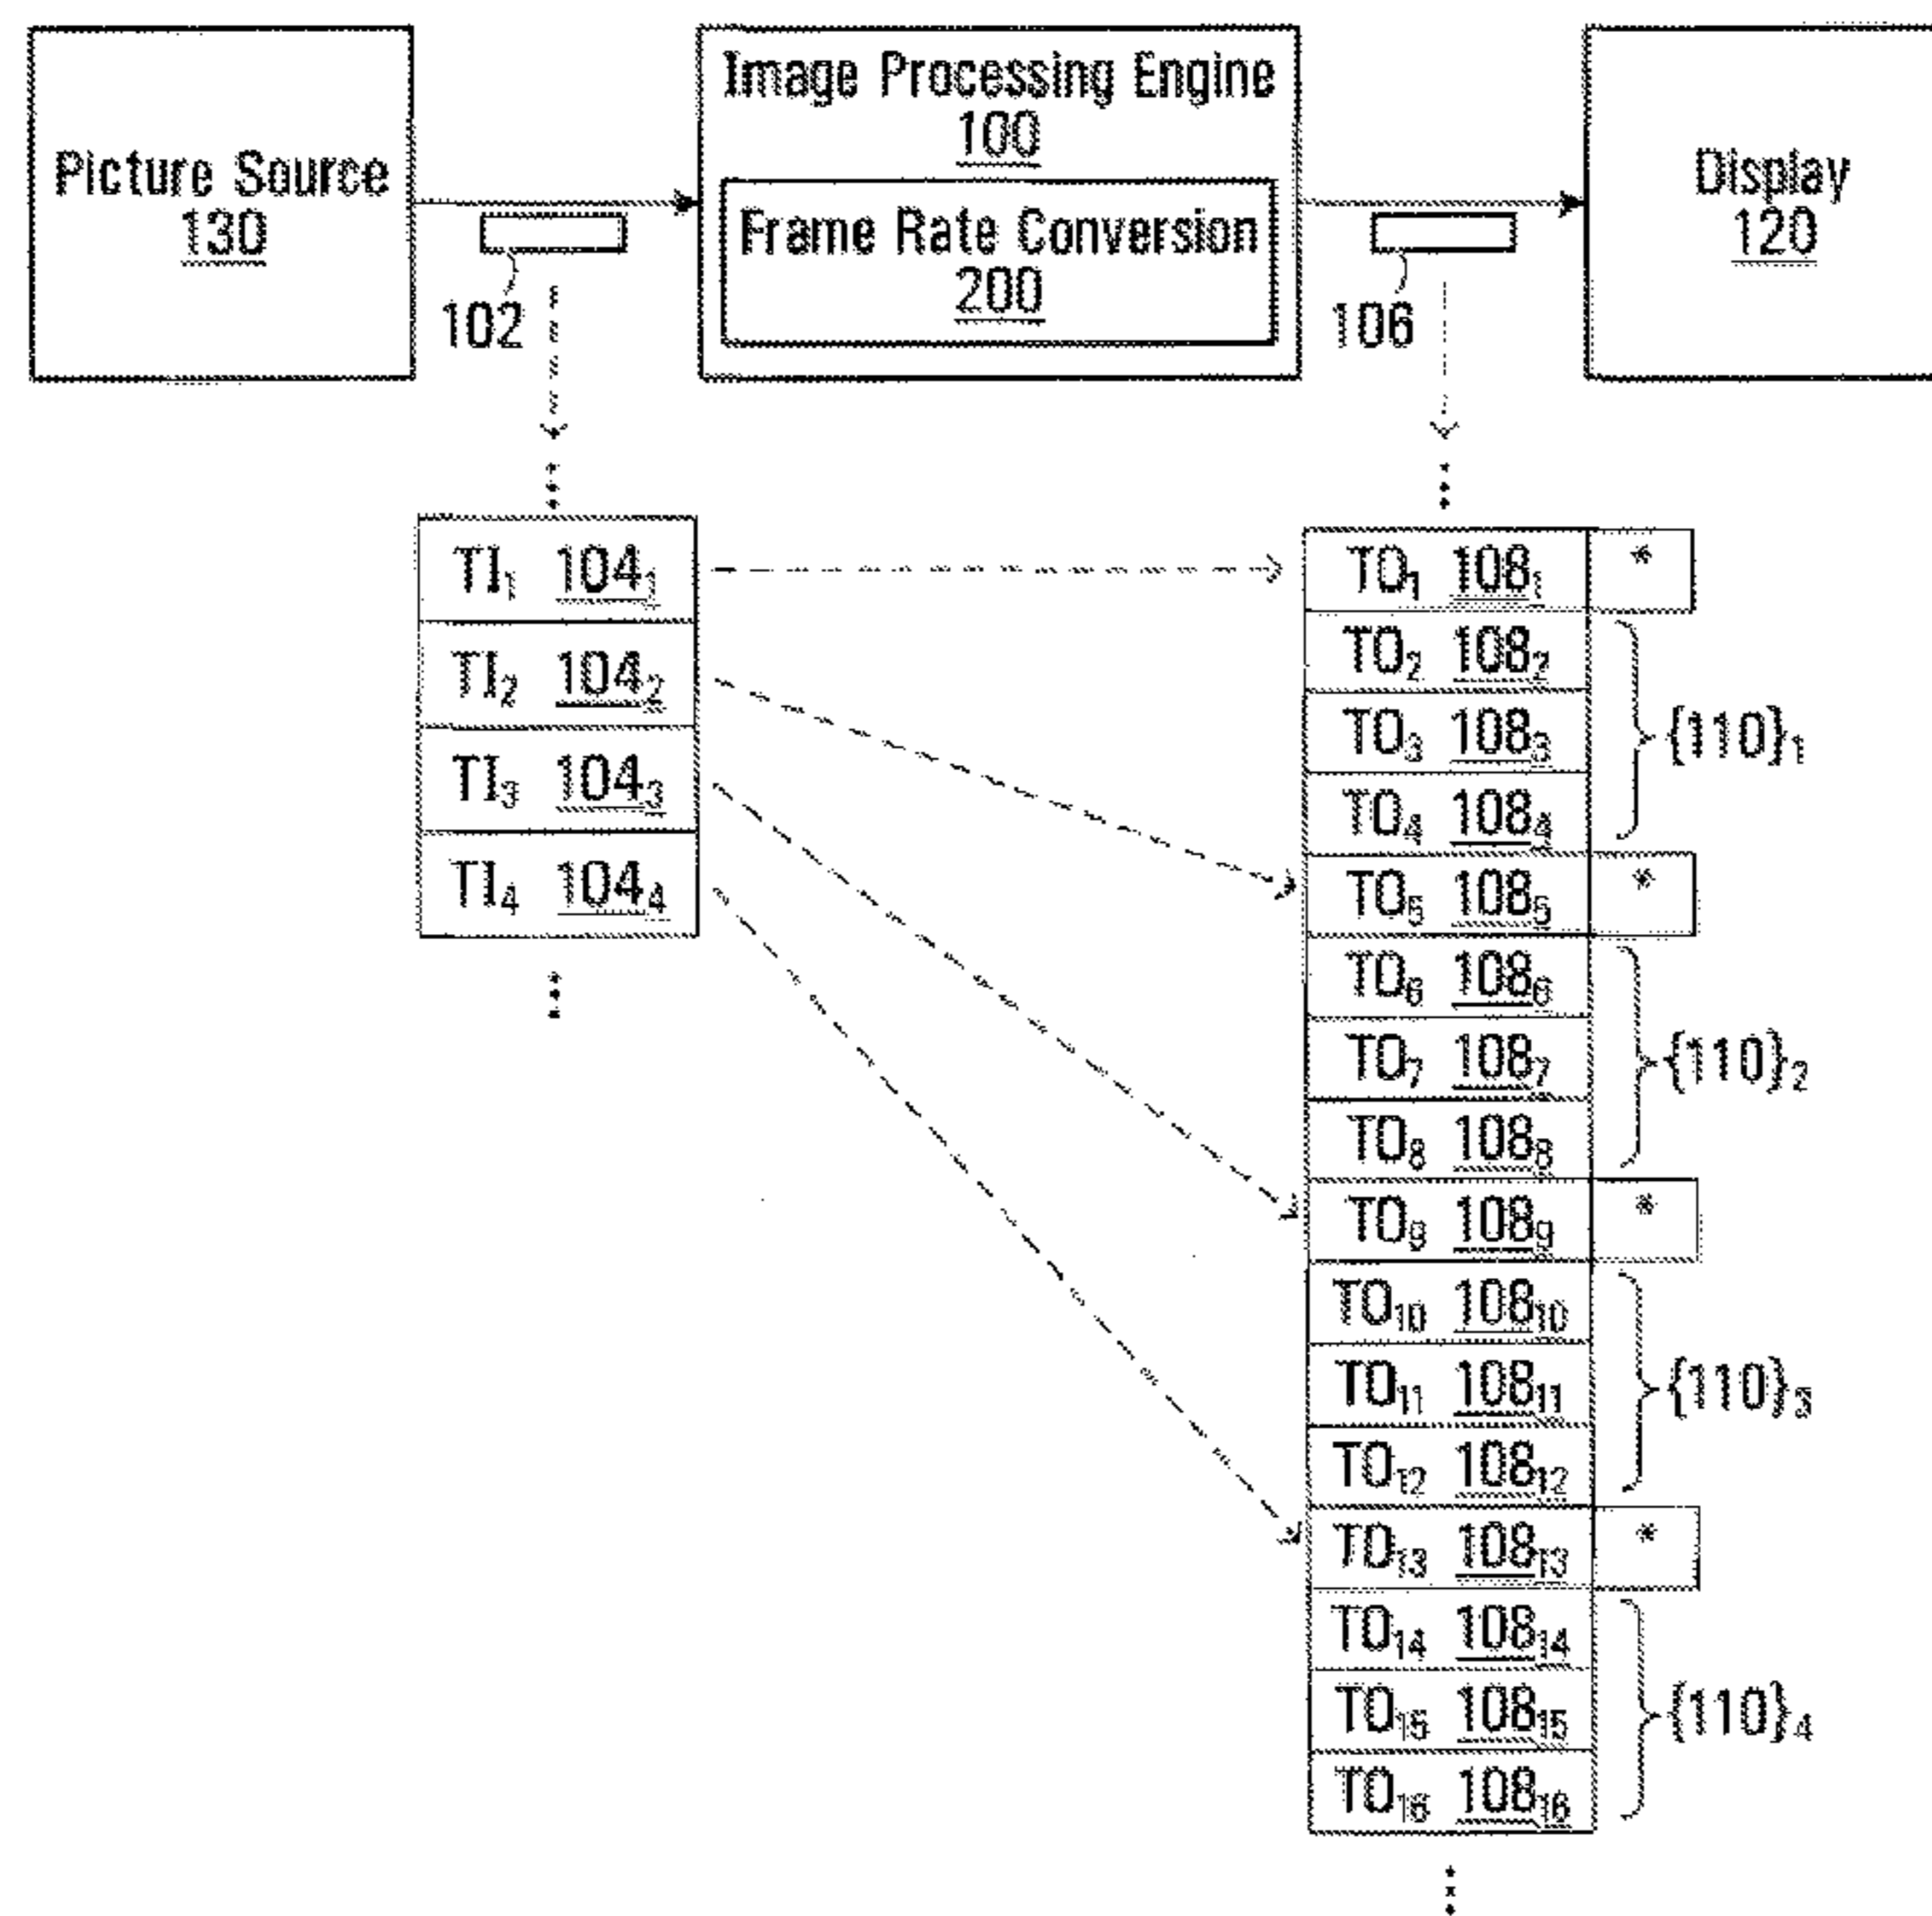 Picture Source
130
Image Processing Engine
100
Frame Rate Conversion
200
Display
120
102
106
TI₁ 104₁
TI₂ 104₂
TI₃ 104₃
TI₄ 104₄
TO₁ 108₁ *
TO₂ 108₂
TO₃ 108₃
TO₄ 108₄
{110}₁
TO₅ 108₅ *
TO₆ 108₆
TO₇ 108₇
TO₈ 108₈
{110}₂
TO₉ 108₉ *
TO₁₀ 108₁₀
TO₁₁ 108₁₁
TO₁₂ 108₁₂
{110}₃
TO₁₃ 108₁₃ *
TO₁₄ 108₁₄
TO₁₅ 108₁₅
TO₁₆ 108₁₆
{110}₄